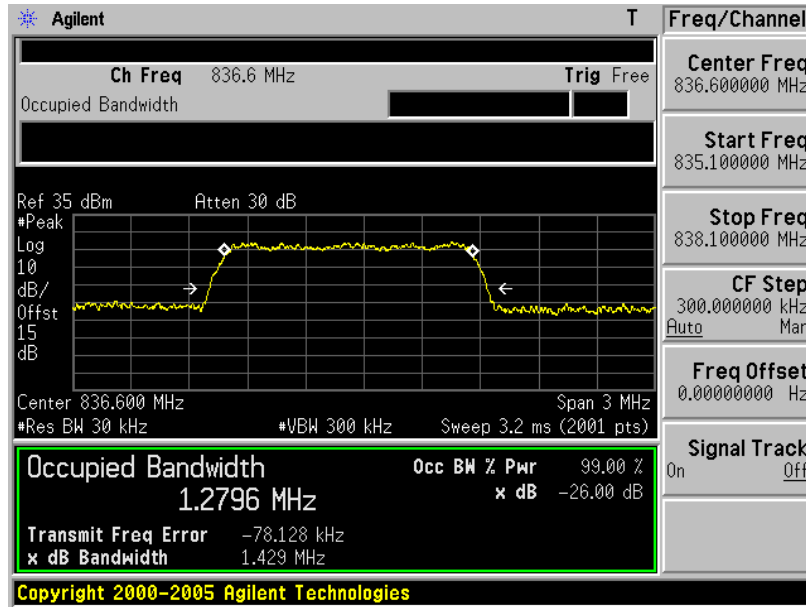 Agilent T
Ch Freq 836.6 MHz Trig Free
Occupied Bandwidth
Ref 35 dBm Atten 30 dB
#Peak
Log
10
dB/
Offst
15
dB
Center 836.600 MHz Span 3 MHz
#Res BW 30 kHz #VBW 300 kHz Sweep 3.2 ms (2001 pts)
Occupied Bandwidth
1.2796 MHz
Occ BW % Pwr 99.00 %
x dB -26.00 dB
Transmit Freq Error -78.128 kHz
x dB Bandwidth 1.429 MHz
Copyright 2000-2005 Agilent Technologies
Freq/Channel
Center Freq
836.600000 MHz
Start Freq
835.100000 MHz
Stop Freq
838.100000 MHz
CF Step
300.000000 kHz
Auto Man
Freq Offset
0.00000000 Hz
Signal Track
On Off